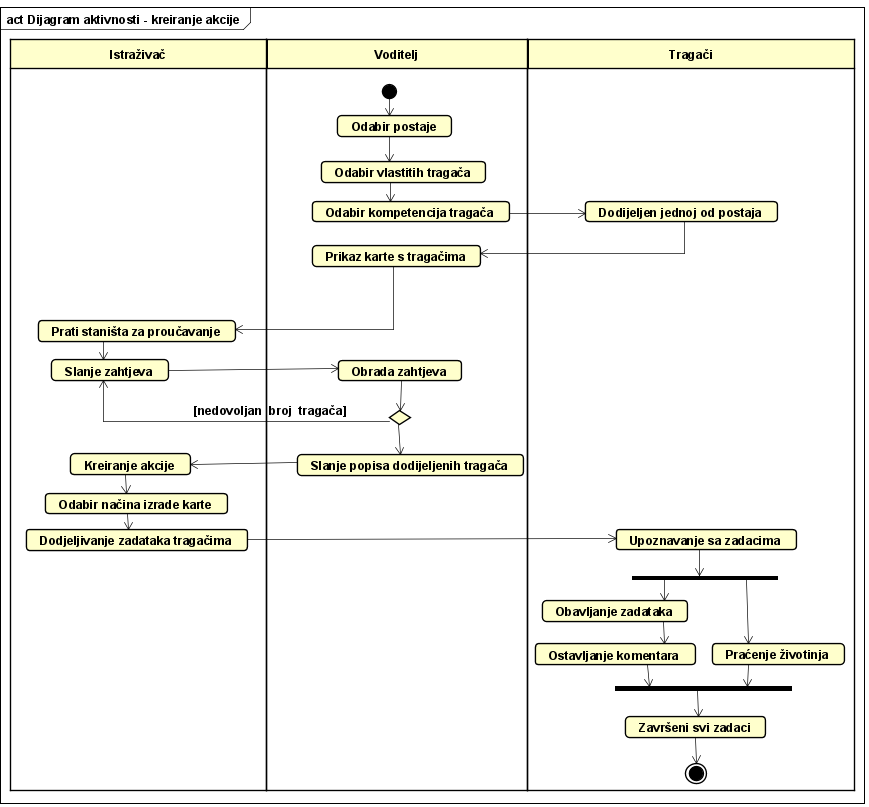 act Dijagram aktivnosti - kreiranje akcije
Istraživač
Voditelj
Tragači
Odabir postaje
Odabir vlastitih tragača
Odabir kompetencija tragača
Dodijeljen jednoj od postaja
Prikaz karte s tragačima
Prati staništa za proučavanje
Slanje zahtjeva
Obrada zahtjeva
[nedovoljan broj tragača]
Kreiranje akcije
Slanje popisa dodijeljenih tragača
Odabir načina izrade karte
Dodjeljivanje zadataka tragačima
Upoznavanje sa zadacima
Obavljanje zadataka
Ostavljanje komentara
Praćenje životinja
Završeni svi zadaci